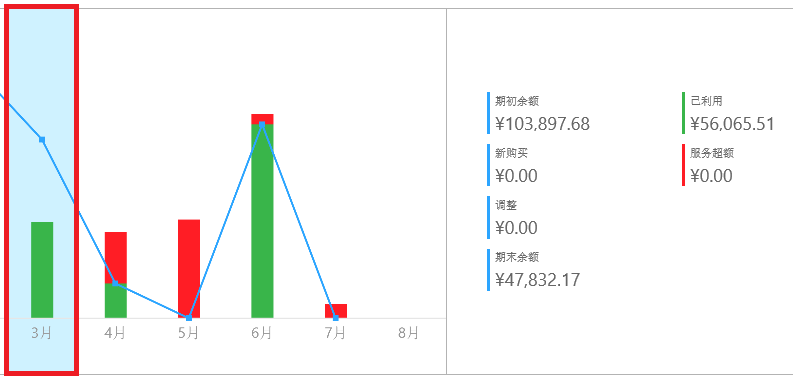 期初余额
¥103,897.68
已利用
¥56,065.51
新购买
¥0.00
服务超额
¥0.00
调整
¥0.00
期末余额
¥47,832.17
3月 4月 5月 6月 7月 8月